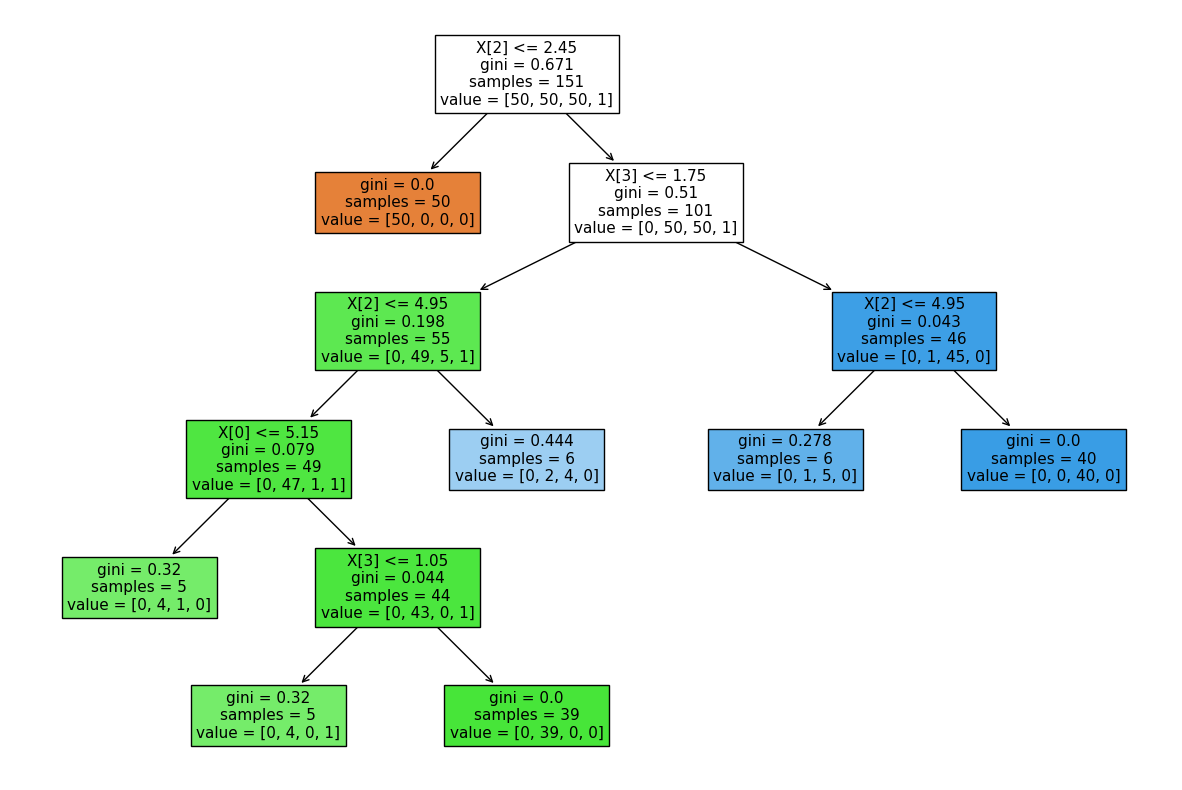 X[2] <= 2.45
gini = 0.671
samples = 151
value = [50, 50, 50, 1]
gini = 0.0
samples = 50
value = [50, 0, 0, 0]
X[3] <= 1.75
gini = 0.51
samples = 101
value = [0, 50, 50, 1]
X[2] <= 4.95
gini = 0.198
samples = 55
value = [0, 49, 5, 1]
X[2] <= 4.95
gini = 0.043
samples = 46
value = [0, 1, 45, 0]
X[0] <= 5.15
gini = 0.079
samples = 49
value = [0, 47, 1, 1]
gini = 0.444
samples = 6
value = [0, 2, 4, 0]
gini = 0.278
samples = 6
value = [0, 1, 5, 0]
gini = 0.0
samples = 40
value = [0, 0, 40, 0]
gini = 0.32
samples = 5
value = [0, 4, 1, 0]
X[3] <= 1.05
gini = 0.044
samples = 44
value = [0, 43, 0, 1]
gini = 0.32
samples = 5
value = [0, 4, 0, 1]
gini = 0.0
samples = 39
value = [0, 39, 0, 0]